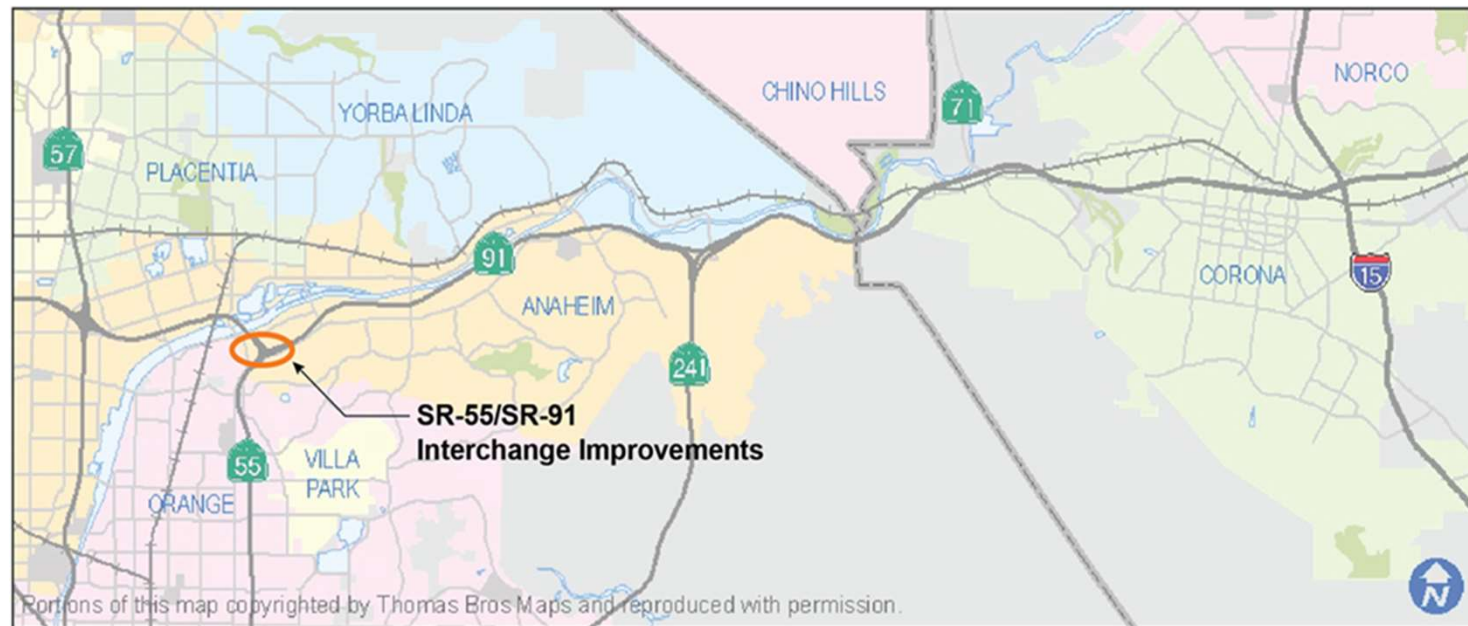 CHINO HILLS
NORCO
71
YORBA LINDA
57
PLACENTIA
91
CORONA
15
ANAHEIM
241
SR-55/SR-91
Interchange Improvements
55
VILLA
PARK
ORANGE
N
Portions of this map copyrighted by Thomas Bros Maps and reproduced with permission.